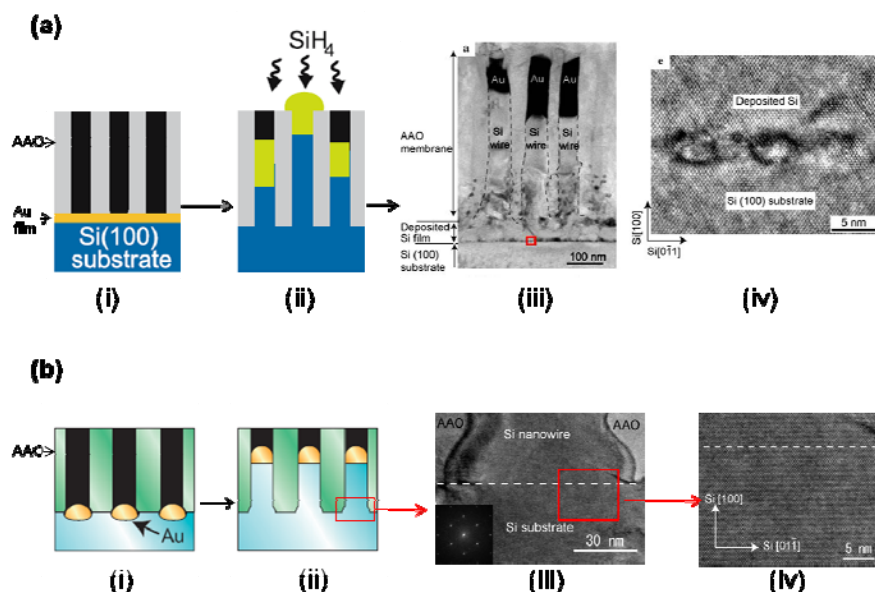 (a)
SiH4
AAO
Au
film
Si(100)
substrate
(i)
(ii)
a
AAO
membrane
Au
Au
Au
Si
wire
Si
wire
Si
wire
Deposited
Si film
Si (100)
substrate
100 nm
(iii)
e
Deposited Si
Si (100) substrate
Si[100]
Si[01̄1]
5 nm
(iv)
(b)
AAO
Au
(i)
(ii)
AAO
Si nanowire
AAO
Si substrate
30 nm
(iii)
Si [100]
Si [011̄]
5 nm
(iv)